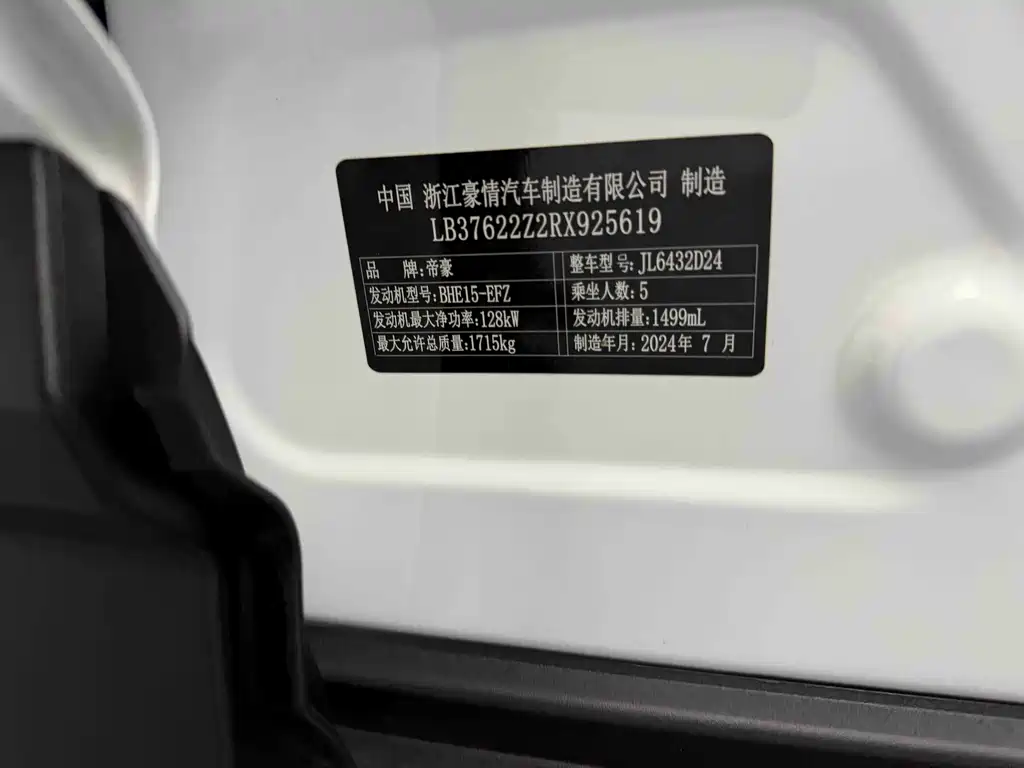 中国 浙江豪情汽车制造有限公司 制造
LB37622Z2RX925619
品 牌:帝豪 整车型号:JL6432D24
发动机型号:BHE15-EFZ 乘坐人数:5
发动机最大净功率:128kW 发动机排量:1499mL
最大允许总质量:1715kg 制造年月:2024年 7 月